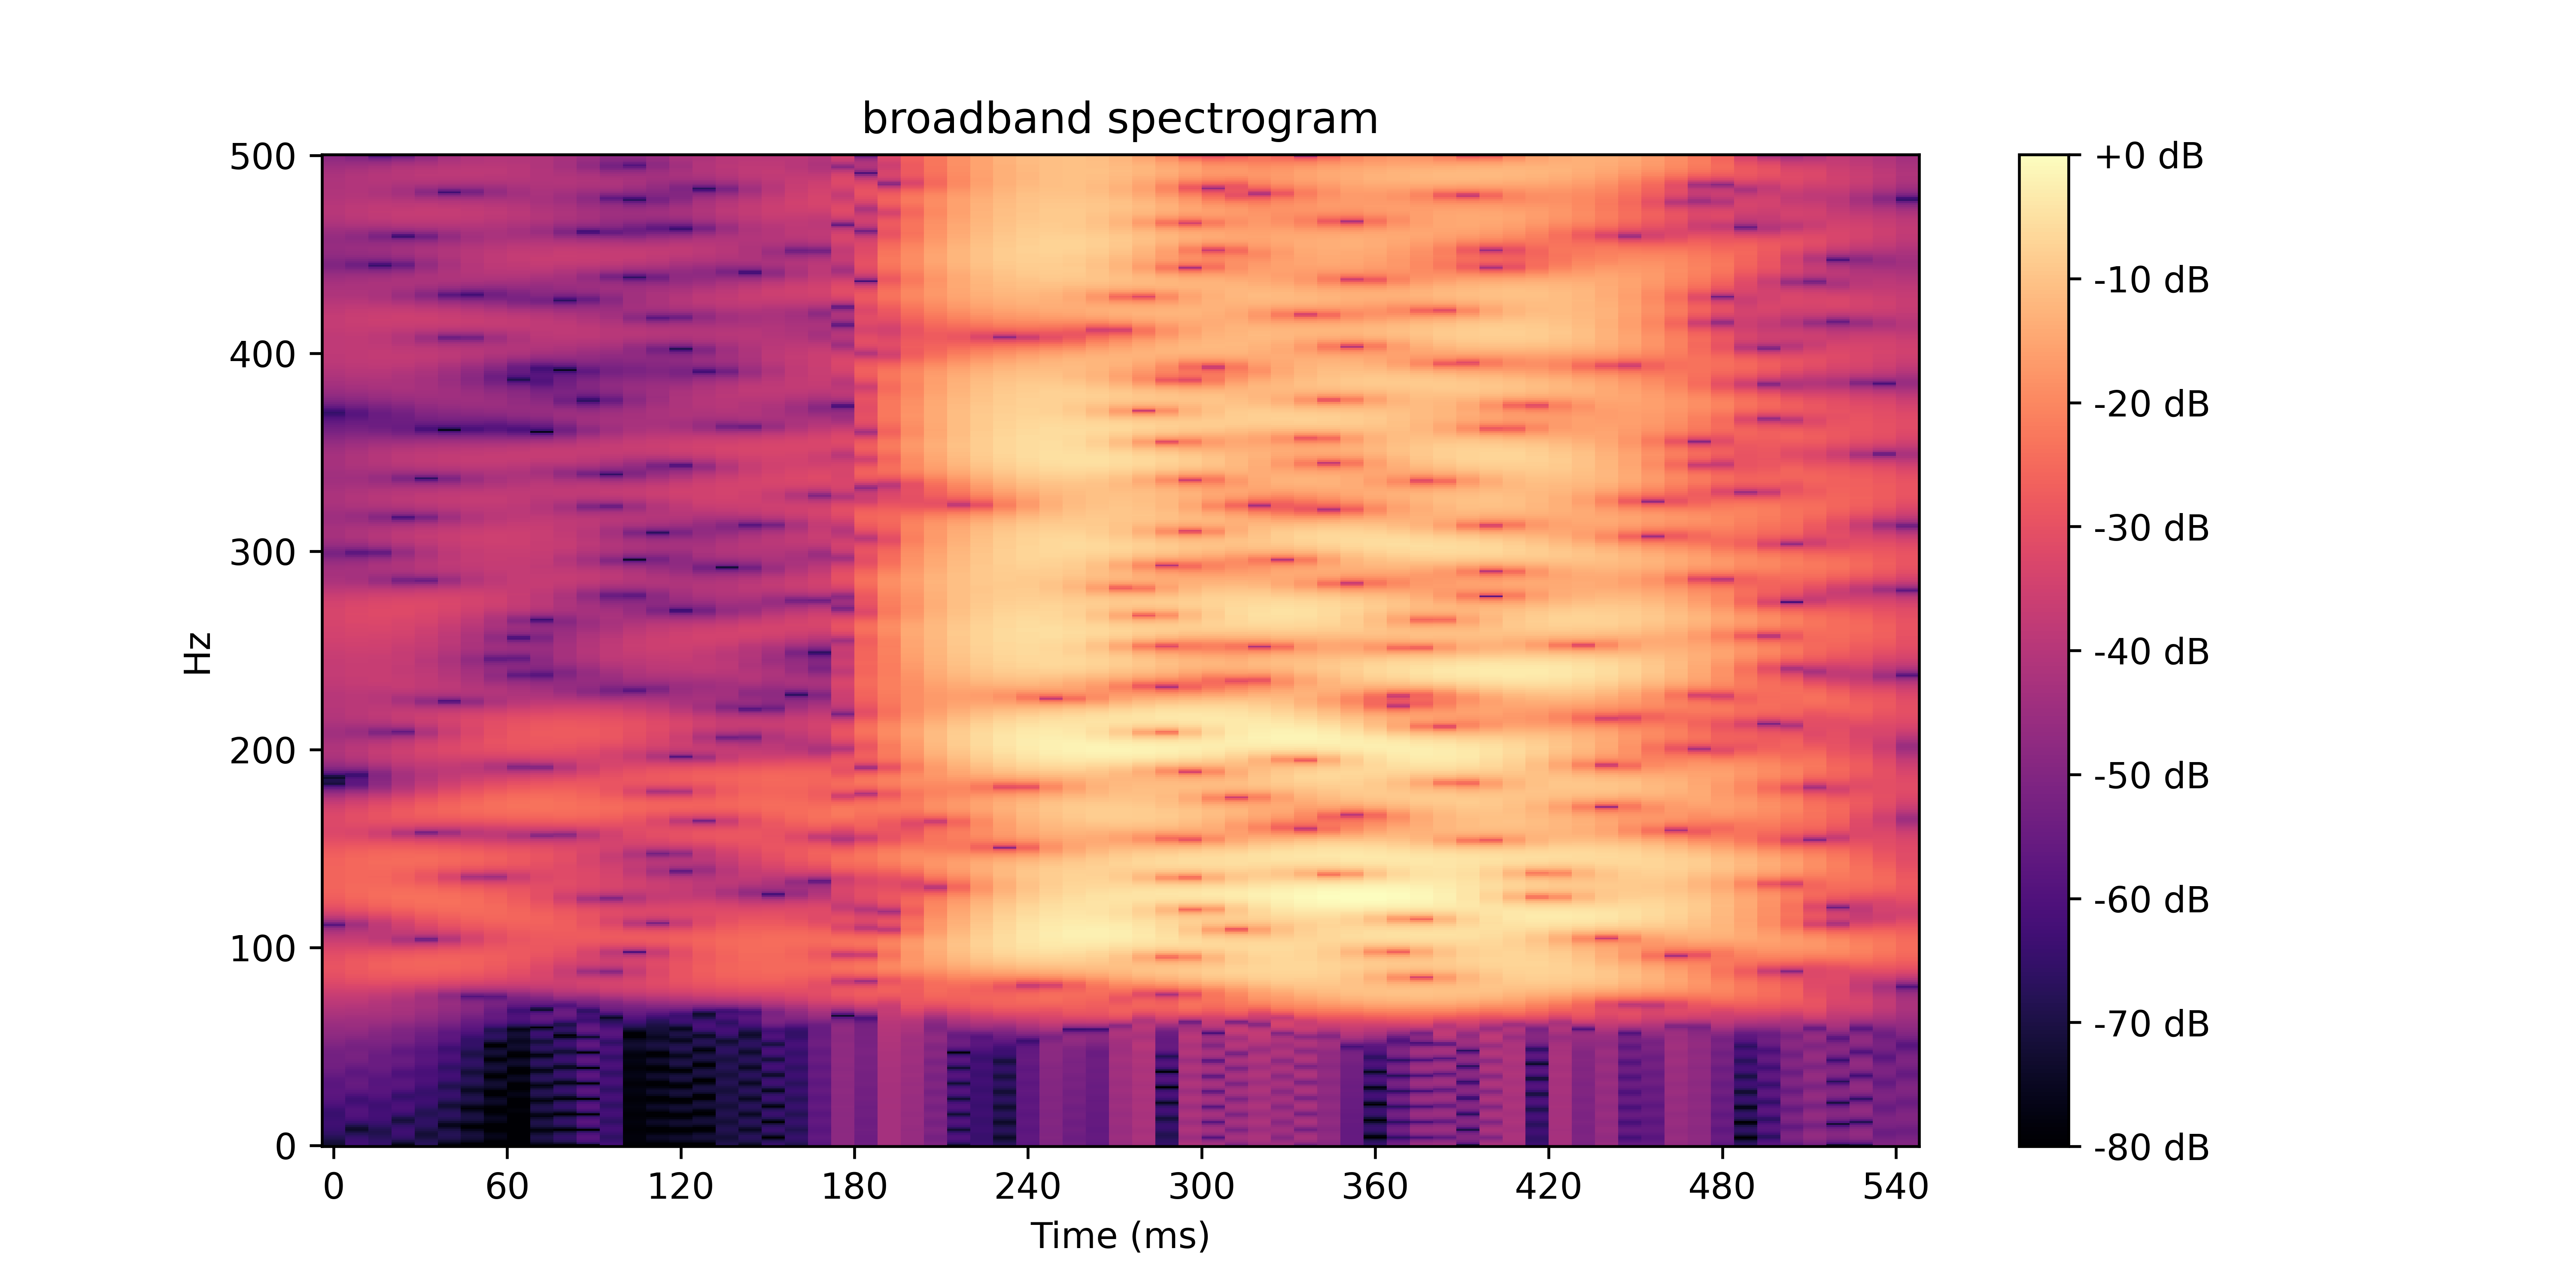 broadband spectrogram
500
400
300
200
100
0
Hz
0 60 120 180 240 300 360 420 480 540
Time (ms)
+0 dB
-10 dB
-20 dB
-30 dB
-40 dB
-50 dB
-60 dB
-70 dB
-80 dB